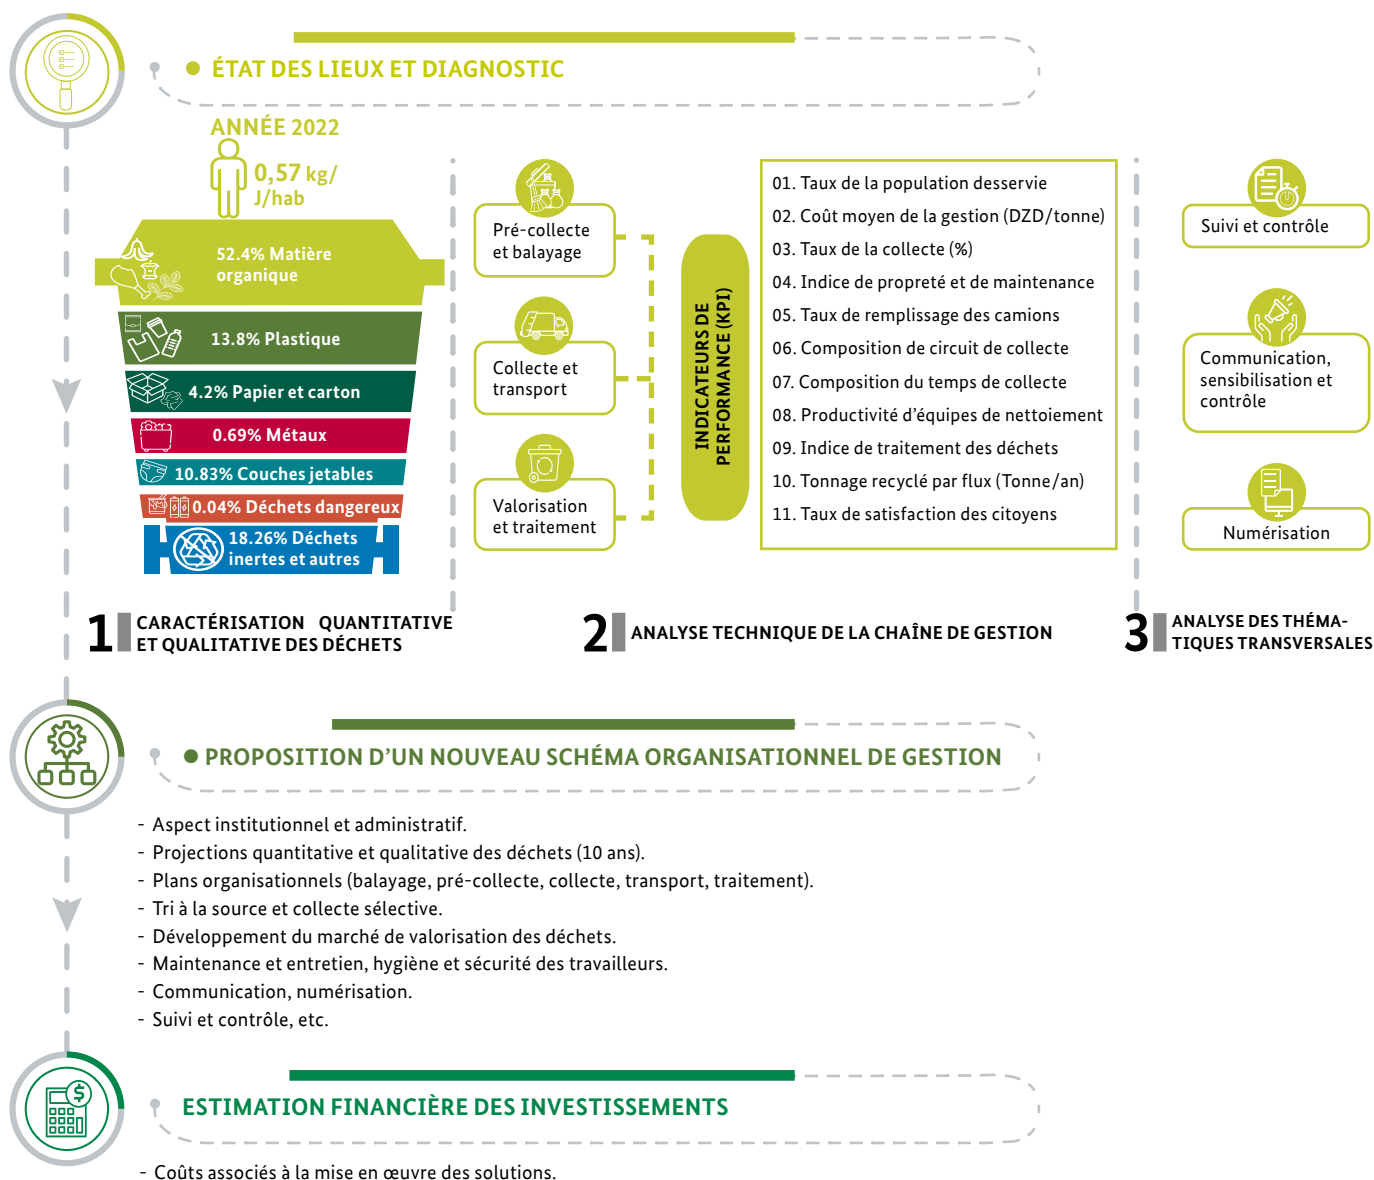 ÉTAT DES LIEUX ET DIAGNOSTIC
ANNÉE 2022
0,57 kg/
J/hab
52.4% Matière
organique
13.8% Plastique
4.2% Papier et carton
0.69% Métaux
10.83% Couches jetables
0.04% Déchets dangereux
18.26% Déchets
inertes et autres
1 CARACTÉRISATION QUANTITATIVE
ET QUALITATIVE DES DÉCHETS
Pré-collecte
et balayage
Collecte et
transport
Valorisation
et traitement
INDICATEURS DE
PERFORMANCE (KPI)
01. Taux de la population desservie
02. Coût moyen de la gestion (DZD/tonne)
03. Taux de la collecte (%)
04. Indice de propreté et de maintenance
05. Taux de remplissage des camions
06. Composition de circuit de collecte
07. Composition du temps de collecte
08. Productivité d’équipes de nettoiement
09. Indice de traitement des déchets
10. Tonnage recyclé par flux (Tonne/an)
11. Taux de satisfaction des citoyens
2 ANALYSE TECHNIQUE DE LA CHAÎNE DE GESTION
Suivi et contrôle
Communication,
sensibilisation et
contrôle
Numérisation
3 ANALYSE DES THÉMA-
TIQUES TRANSVERSALES
PROPOSITION D’UN NOUVEAU SCHÉMA ORGANISATIONNEL DE GESTION
- Aspect institutionnel et administratif.
- Projections quantitative et qualitative des déchets (10 ans).
- Plans organisationnels (balayage, pré-collecte, collecte, transport, traitement).
- Tri à la source et collecte sélective.
- Développement du marché de valorisation des déchets.
- Maintenance et entretien, hygiène et sécurité des travailleurs.
- Communication, numérisation.
- Suivi et contrôle, etc.
$
ESTIMATION FINANCIÈRE DES INVESTISSEMENTS
- Coûts associés à la mise en œuvre des solutions.